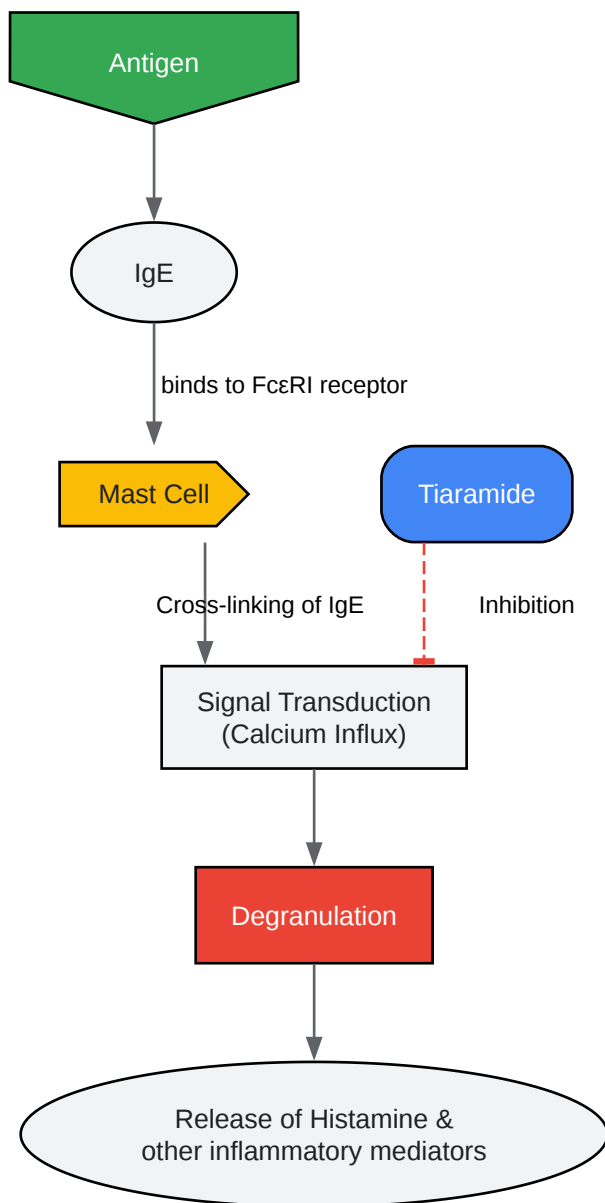 Antigen
IgE
binds to FcεRI receptor
Mast Cell
Tiaramide
Cross-linking of IgE
Inhibition
Signal Transduction
(Calcium Influx)
Degranulation
Release of Histamine &
other inflammatory mediators